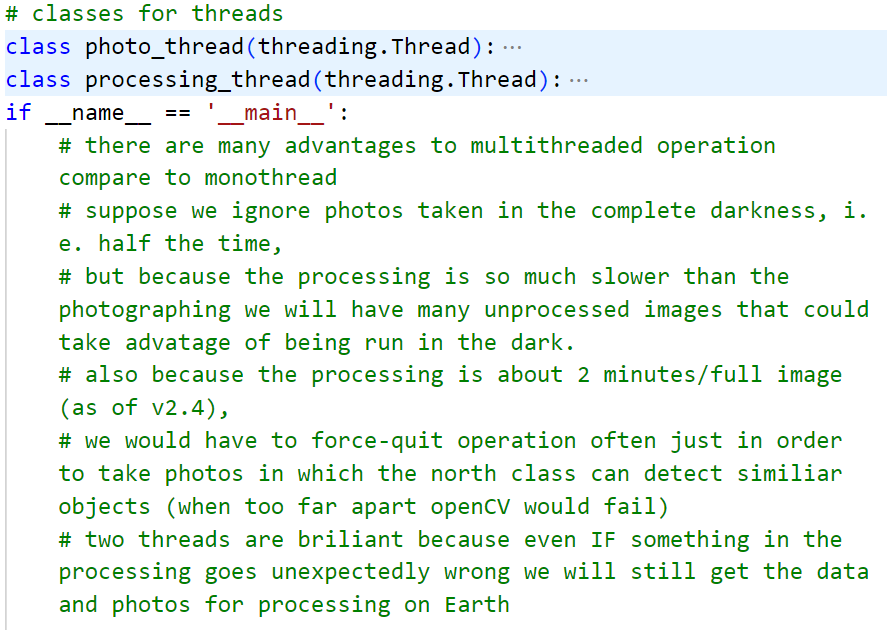 # classes for threads
class photo_thread(threading.Thread): ···
class processing_thread(threading.Thread): ···
if __name__ == '__main__':
# there are many advantages to multithreaded operation
compare to monothread
# suppose we ignore photos taken in the complete darkness, i.
e. half the time,
# but because the processing is so much slower than the
photographing we will have many unprocessed images that could
take advatage of being run in the dark.
# also because the processing is about 2 minutes/full image
(as of v2.4),
# we would have to force-quit operation often just in order
to take photos in which the north class can detect similiar
objects (when too far apart openCV would fail)
# two threads are briliant because even IF something in the
processing goes unexpectedly wrong we will still get the data
and photos for processing on Earth